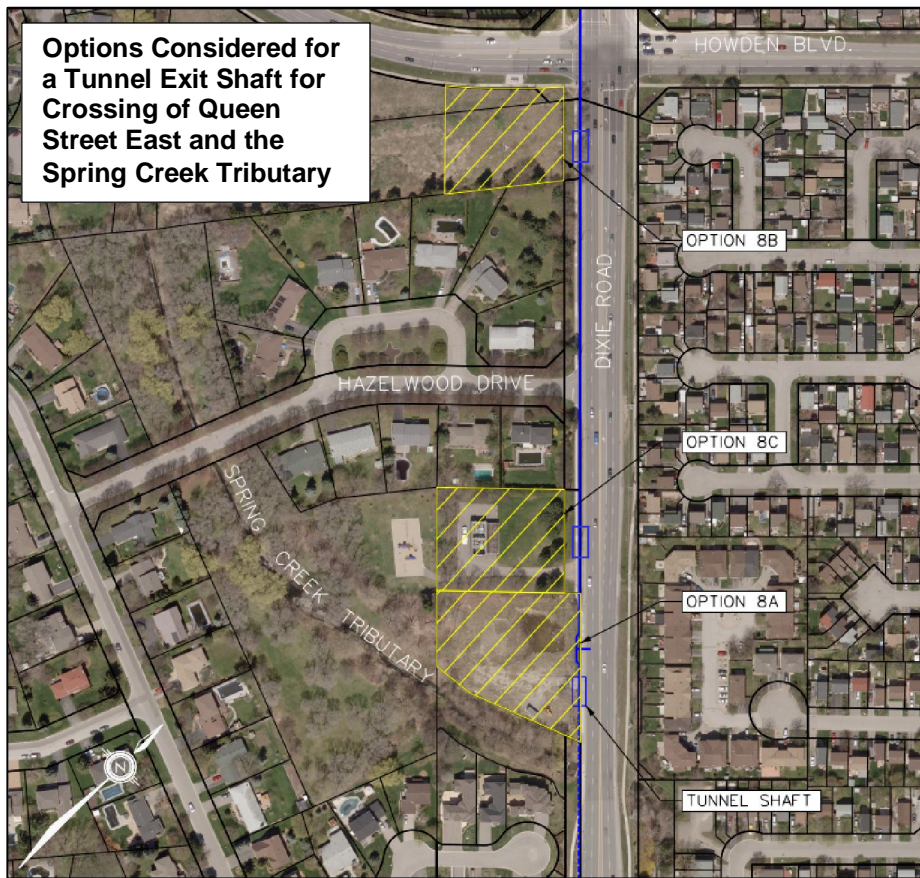 Options Considered for
a Tunnel Exit Shaft for
Crossing of Queen
Street East and the
Spring Creek Tributary
HOWDEN BLVD.
OPTION 8B
DIXIE ROAD
HAZELWOOD DRIVE
OPTION 8C
SPRING CREEK TRIBUTARY
OPTION 8A
TUNNEL SHAFT
N